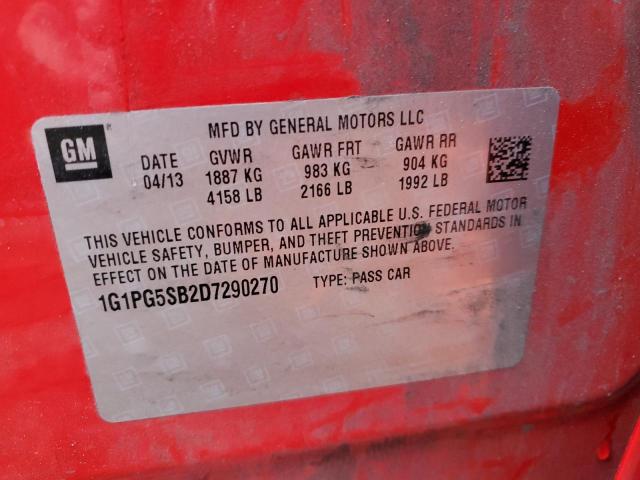 GM
MFD BY GENERAL MOTORS LLC
DATE GVWR GAWR FRT GAWR RR
04/13 1887 KG 983 KG 904 KG
4158 LB 2166 LB 1992 LB
THIS VEHICLE CONFORMS TO ALL APPLICABLE U.S. FEDERAL MOTOR
VEHICLE SAFETY, BUMPER, AND THEFT PREVENTION STANDARDS IN
EFFECT ON THE DATE OF MANUFACTURE SHOWN ABOVE.
1G1PG5SB2D7290270 TYPE: PASS CAR